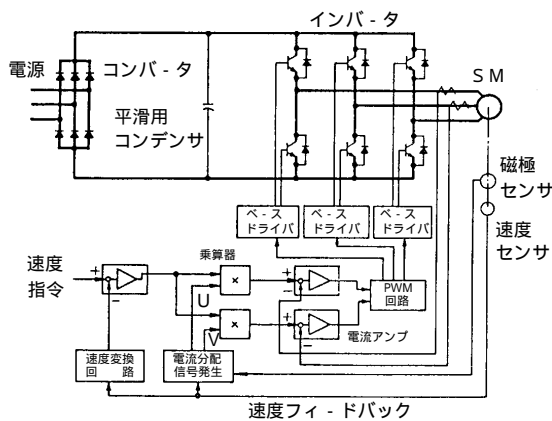 インバ-タ
電源
コンバ-タ
平滑用
コンデンサ
ＳＭ
磁極
センサ
速度
センサ
ベ-ス
ドライバ
ベ-ス
ドライバ
ベ-ス
ドライバ
速度
指令
+
-
乗算器
×
×
U
V
+
-
+
-
PWM
回路
電流アンプ
速度変換
回　路
電流分配
信号発生
速度フィ-ドバック